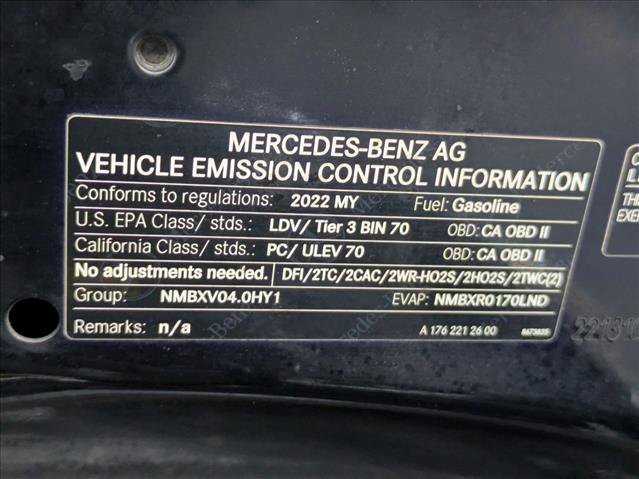 MERCEDES-BENZ AG
VEHICLE EMISSION CONTROL INFORMATION
Conforms to regulations: 2022 MY Fuel: Gasoline
U.S. EPA Class/ stds.: LDV/ Tier 3 BIN 70 OBD: CA OBD II
California Class/ stds.: PC/ ULEV 70 OBD: CA OBD II
No adjustments needed. DFI/2TC/2CAC/2WR-HO2S/2HO2S/2TWC(2)
Group: NMBXV04.0HY1 EVAP: NMBXR0170LND
Remarks: n/a A 176 221 26 00 8673835